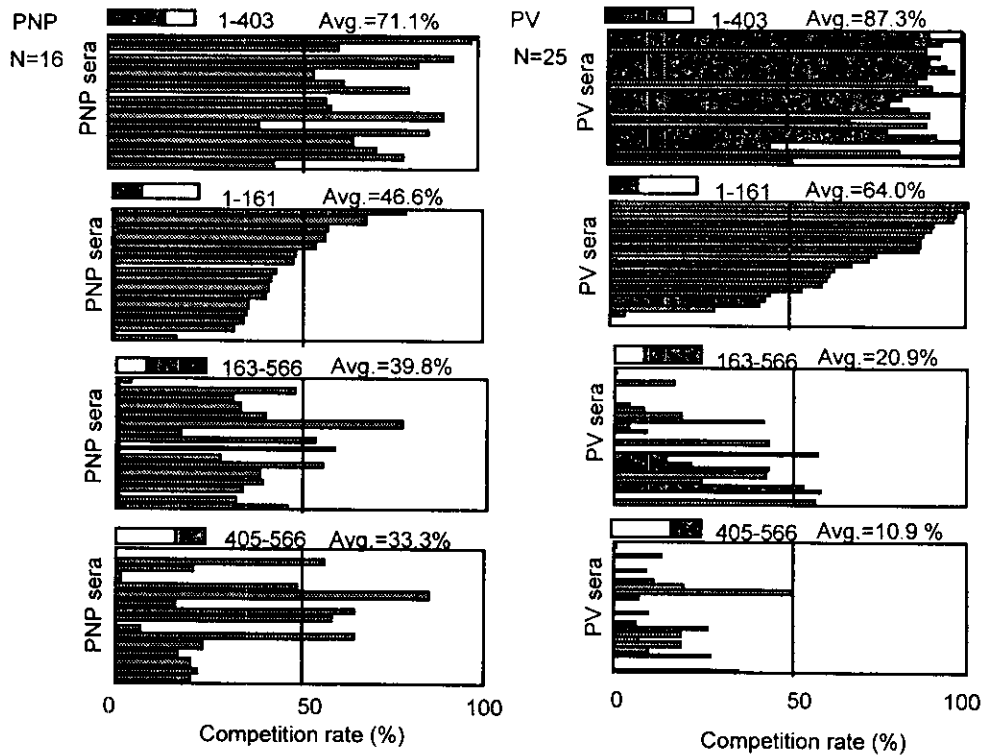 PNP
N=16
1-403 Avg.=71.1%
PNP sera
1-161 Avg.=46.6%
PNP sera
163-566 Avg.=39.8%
PNP sera
405-566 Avg.=33.3%
PNP sera
0 50 100
Competition rate (%)
PV
N=25
1-403 Avg.=87.3%
PV sera
1-161 Avg.=64.0%
PV sera
163-566 Avg.=20.9%
PV sera
405-566 Avg.=10.9 %
PV sera
0 50 100
Competition rate (%)